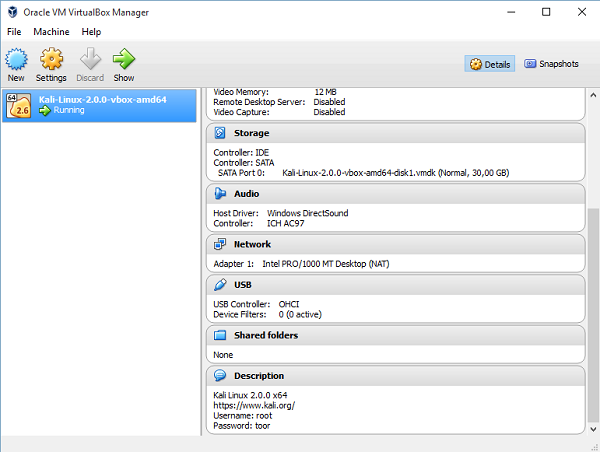 Oracle VM VirtualBox Manager
File Machine Help
New Settings Discard Show
Details Snapshots
64
2.6
Kali-Linux-2.0.0-vbox-amd64
Running
Video Memory: 12 MB
Remote Desktop Server: Disabled
Video Capture: Disabled
Storage
Controller: IDE
Controller: SATA
SATA Port 0: Kali-Linux-2.0.0-vbox-amd64-disk1.vmdk (Normal, 30,00 GB)
Audio
Host Driver: Windows DirectSound
Controller: ICH AC97
Network
Adapter 1: Intel PRO/1000 MT Desktop (NAT)
USB
USB Controller: OHCI
Device Filters: 0 (0 active)
Shared folders
None
Description
Kali Linux 2.0.0 x64
https://www.kali.org/
Username: root
Password: toor